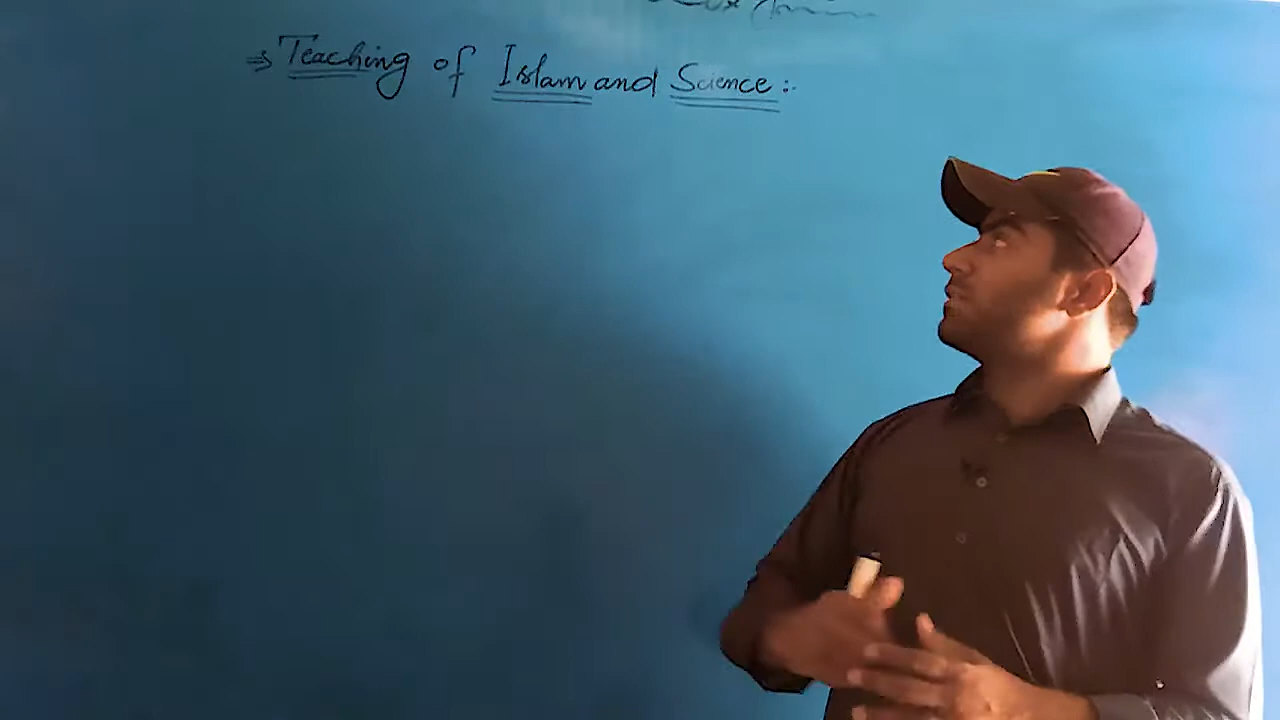 ⇒ Teaching of Islam and Science :-